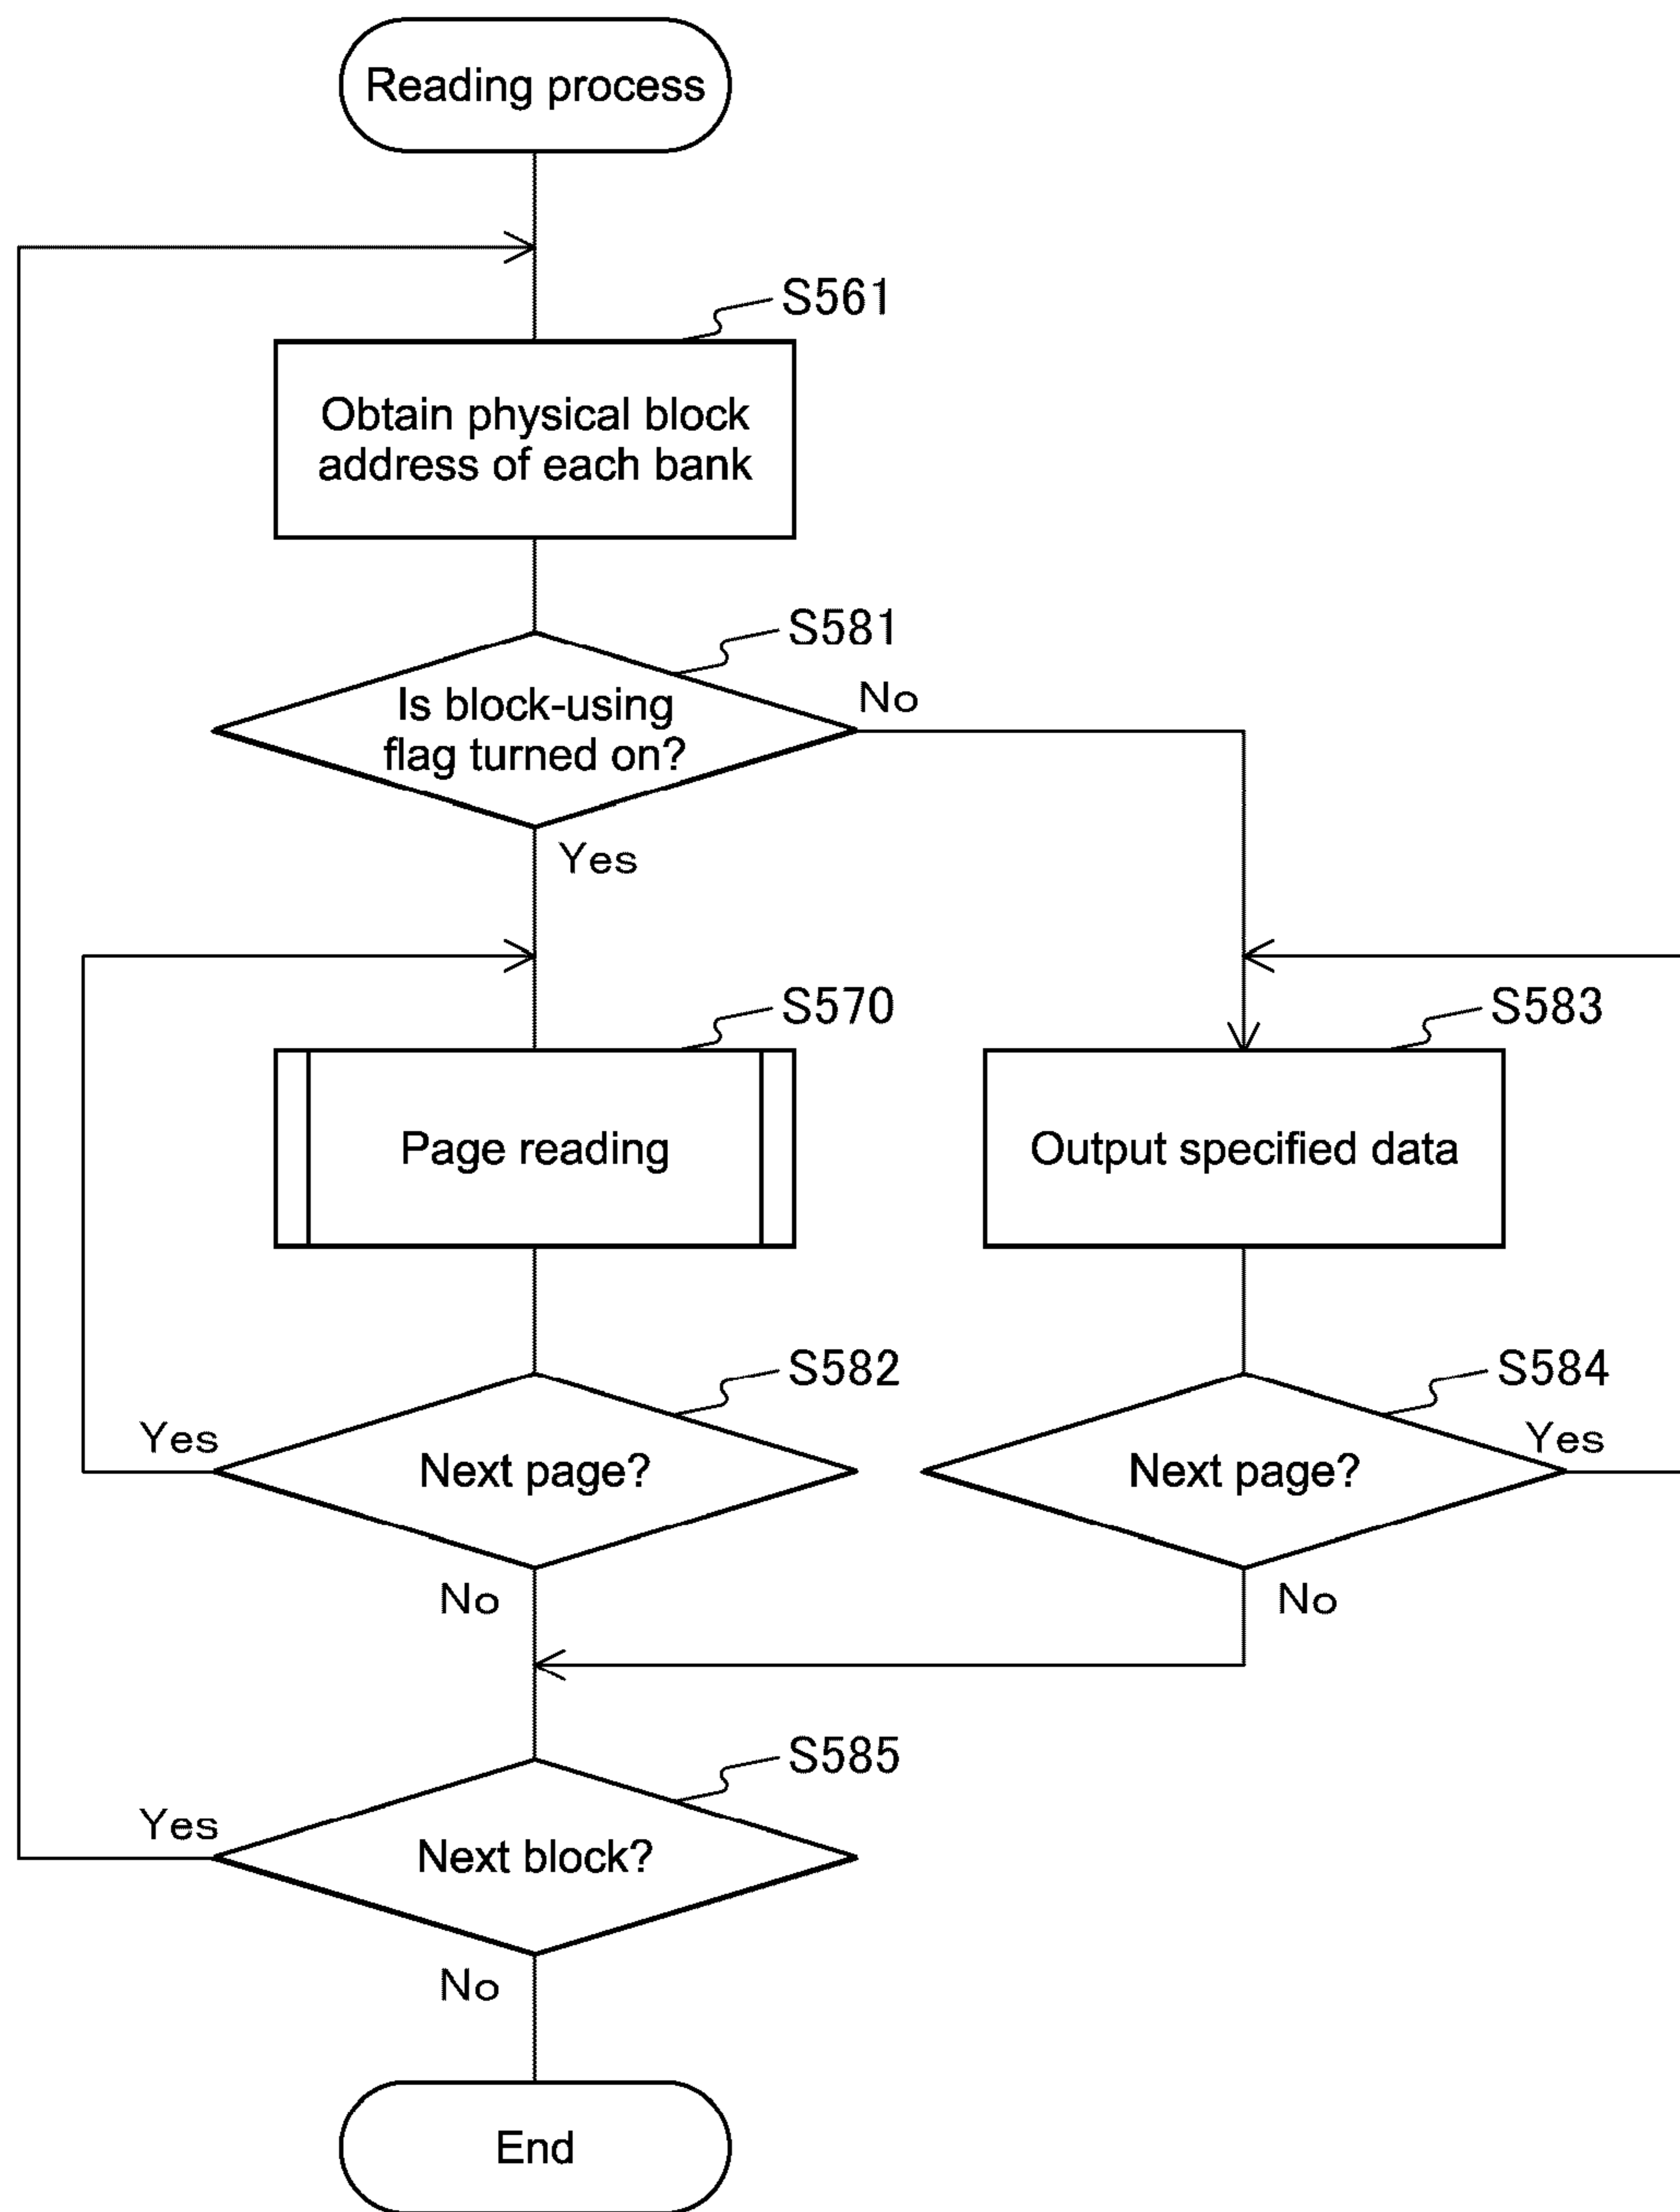 Reading process
S561
Obtain physical block
address of each bank
S581
Is block-using
flag turned on?
No
Yes
S570
Page reading
S583
Output specified data
S582
Next page?
Yes
No
S584
Next page?
Yes
No
S585
Next block?
Yes
No
End